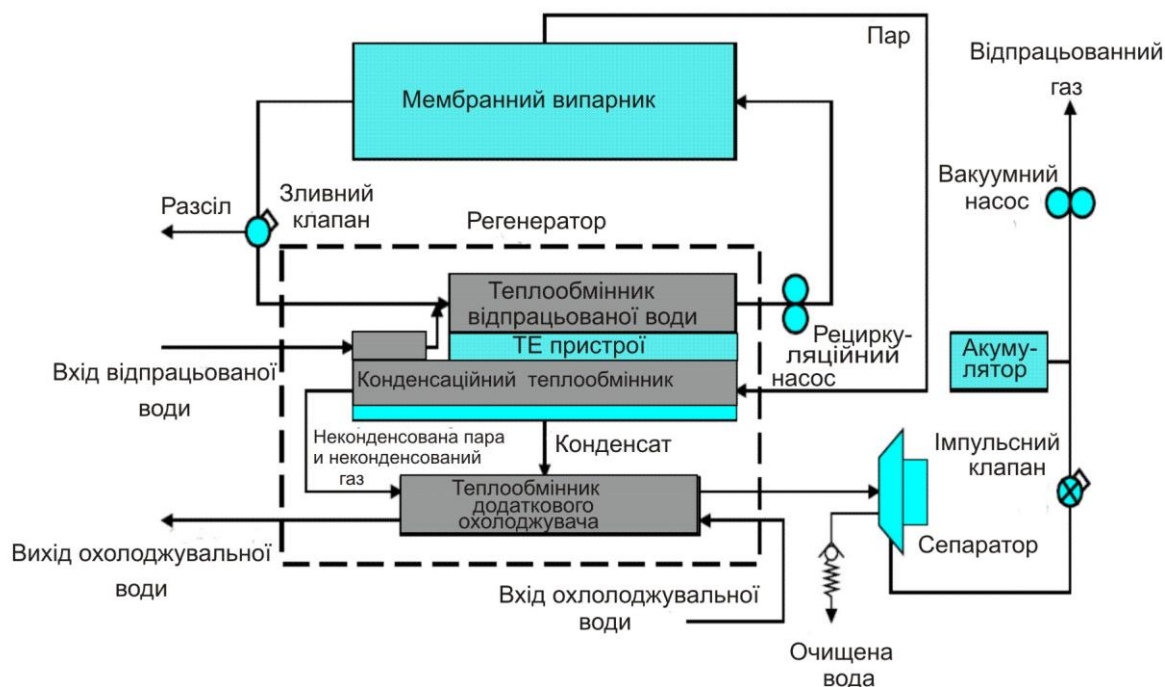 Пар
Відпрацьованний
газ
Мембранний випарник
Вакуумний
насос
Зливний
клапан
Разсіл
Регенератор
Теплообмінник
відпрацьованої води
ТЕ пристрої
Рецирку-
ляційний
насос
Акуму-
лятор
Вхід відпрацьованої
води
Конденсаційний теплообмінник
Неконденсована пара
и неконденсований
газ
Конденсат
Імпульсний
клапан
Теплообмінник
додаткового
охолоджувача
Сепаратор
Вихід охолоджувальної
води
Вхід охлолоджувальної
води
Очищена
вода